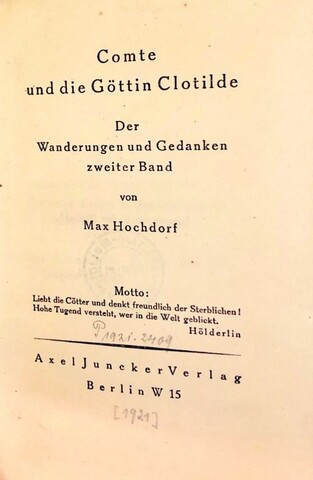 Comte
und die Göttin Clotilde
Der
Wanderungen und Gedanken
zweiter Band
von
Max Hochdorf
Motto:
Liebt die Götter und denkt freundlich der Sterblichen!
Hohe Tugend versteht, wer in die Welt geblickt.
Hölderlin
P 1921.2409
Axel Juncker Verlag
Berlin W 15
[1921]